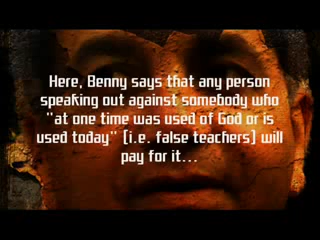 Here, Benny says that any person
speaking out against somebody who
"at one time was used of God or is
used today" [i.e. false teachers] will
pay for it...